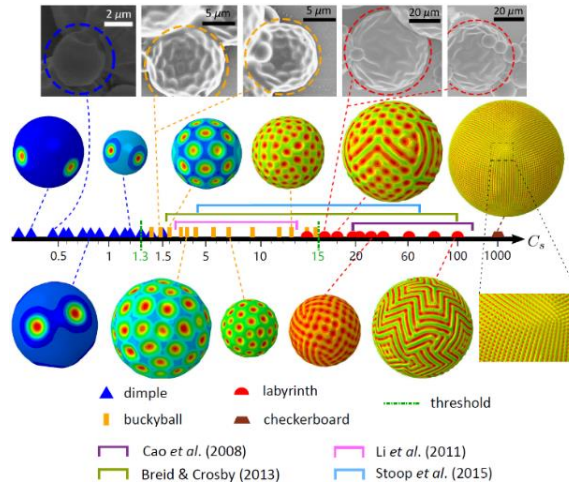 2 μm
5 μm
5 μm
20 μm
20 μm
0.5
1
1.3
1.5
5
10
15
20
60
100
1000
Cs
dimple
labyrinth
threshold
buckyball
checkerboard
Cao et al. (2008)
Li et al. (2011)
Breid & Crosby (2013)
Stoop et al. (2015)